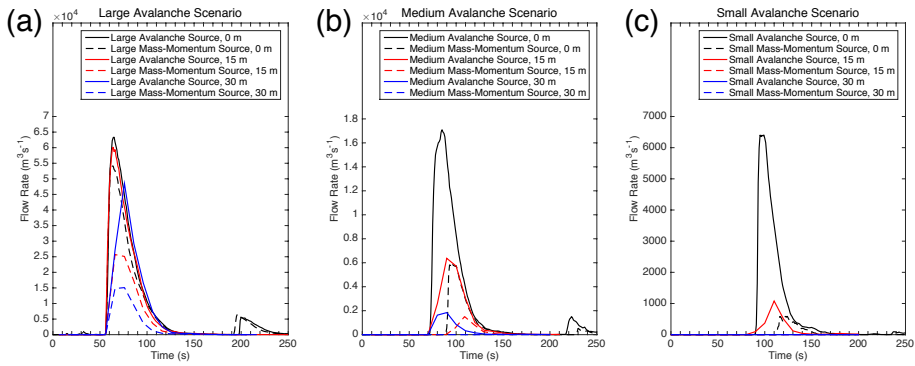 (a)
Large Avalanche Scenario
×10⁴
Large Avalanche Source, 0 m
Large Mass-Momentum Source, 0 m
Large Avalanche Source, 15 m
Large Mass-Momentum Source, 15 m
Large Avalanche Source, 30 m
Large Mass-Momentum Source, 30 m
7
6.5
6
5.5
5
4.5
4
3.5
3
2.5
2
1.5
1
0.5
0
Flow Rate (m³s⁻¹)
0 50 100 150 200 250
Time (s)
(b)
Medium Avalanche Scenario
×10⁴
Medium Avalanche Source, 0 m
Medium Mass-Momentum Source, 0 m
Medium Avalanche Source, 15 m
Medium Mass-Momentum Source, 15 m
Medium Avalanche Source, 30 m
Medium Mass-Momentum Source, 30 m
1.8
1.6
1.4
1.2
1
0.8
0.6
0.4
0.2
0
Flow Rate (m³s⁻¹)
0 50 100 150 200 250
Time (s)
(c)
Small Avalanche Scenario
Small Avalanche Source, 0 m
Small Mass-Momentum Source, 0 m
Small Avalanche Source, 15 m
Small Mass-Momentum Source, 15 m
Small Avalanche Source, 30 m
Small Mass-Momentum Source, 30 m
7000
6000
5000
4000
3000
2000
1000
0
Flow Rate (m³s⁻¹)
0 50 100 150 200 250
Time (s)